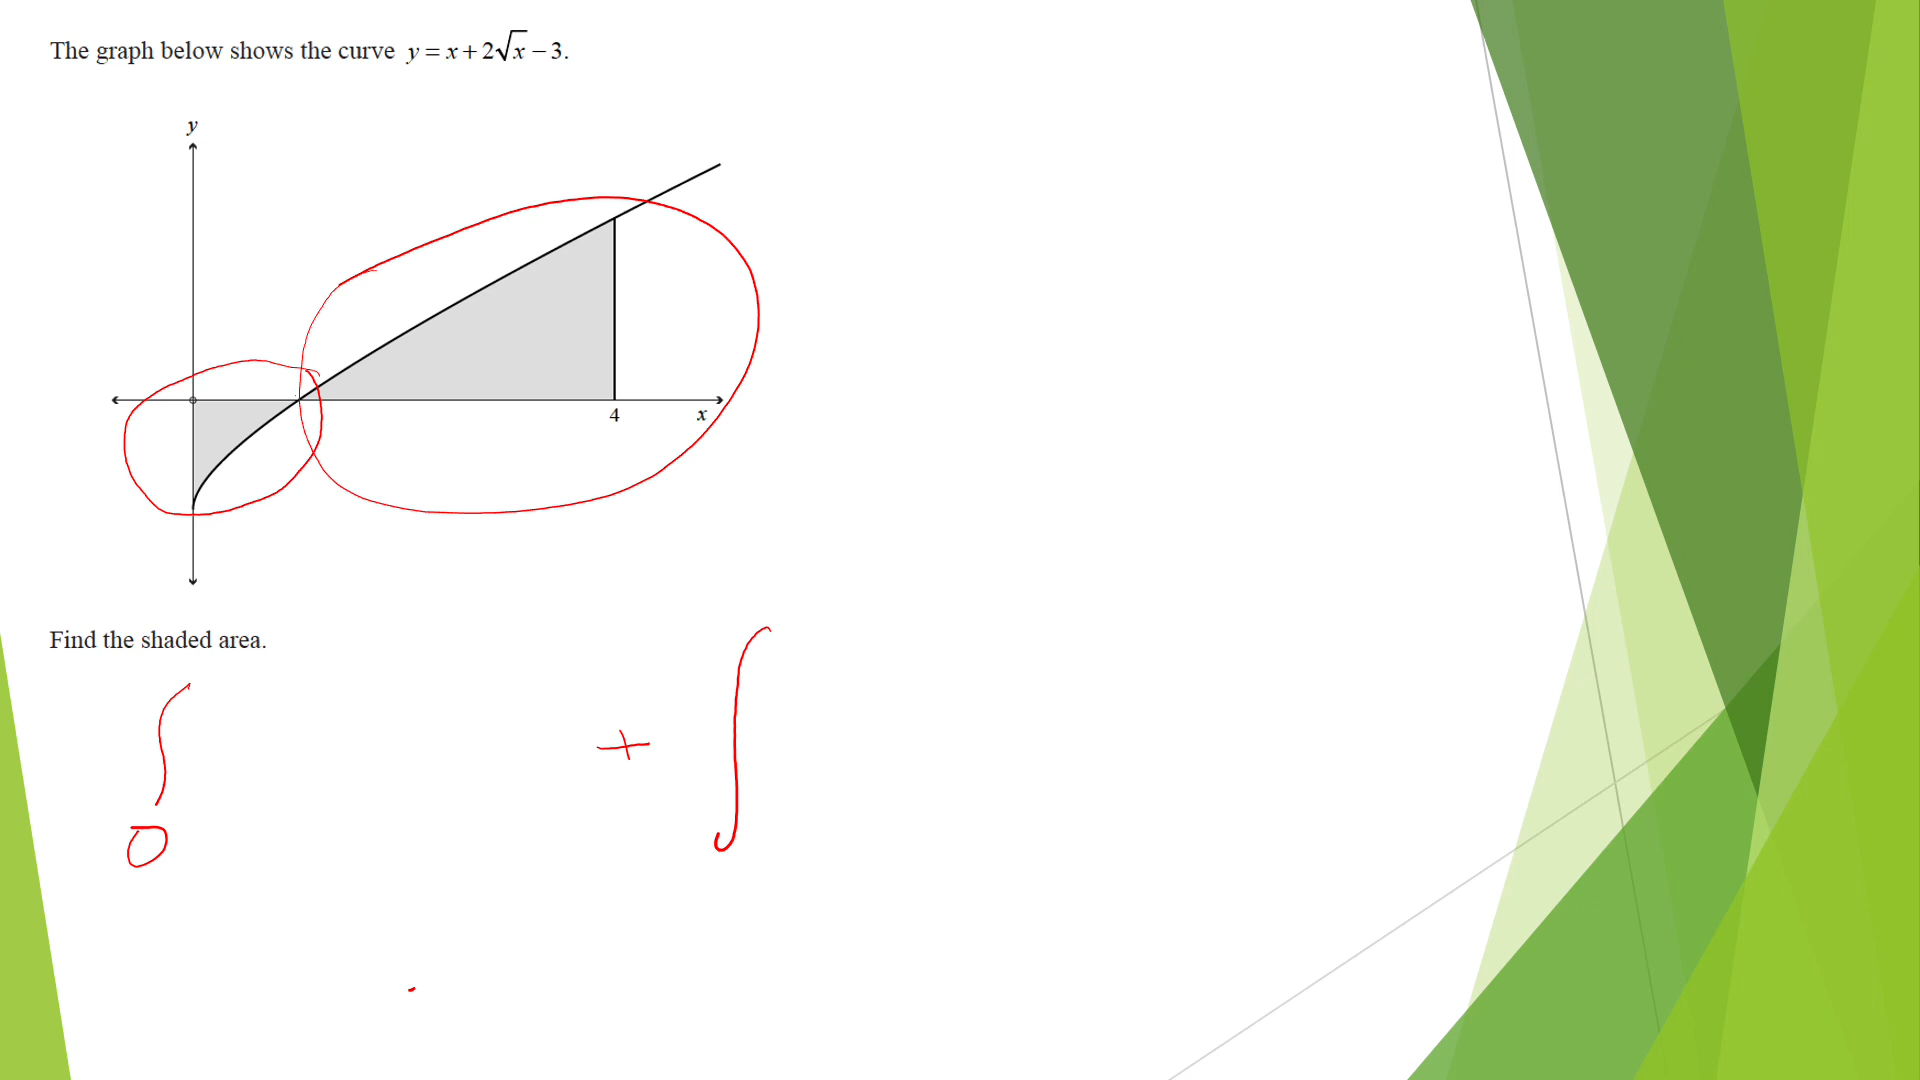 The graph below shows the curve y = x + 2√x − 3.
y
4 x
Find the shaded area.
∫ + ∫
0